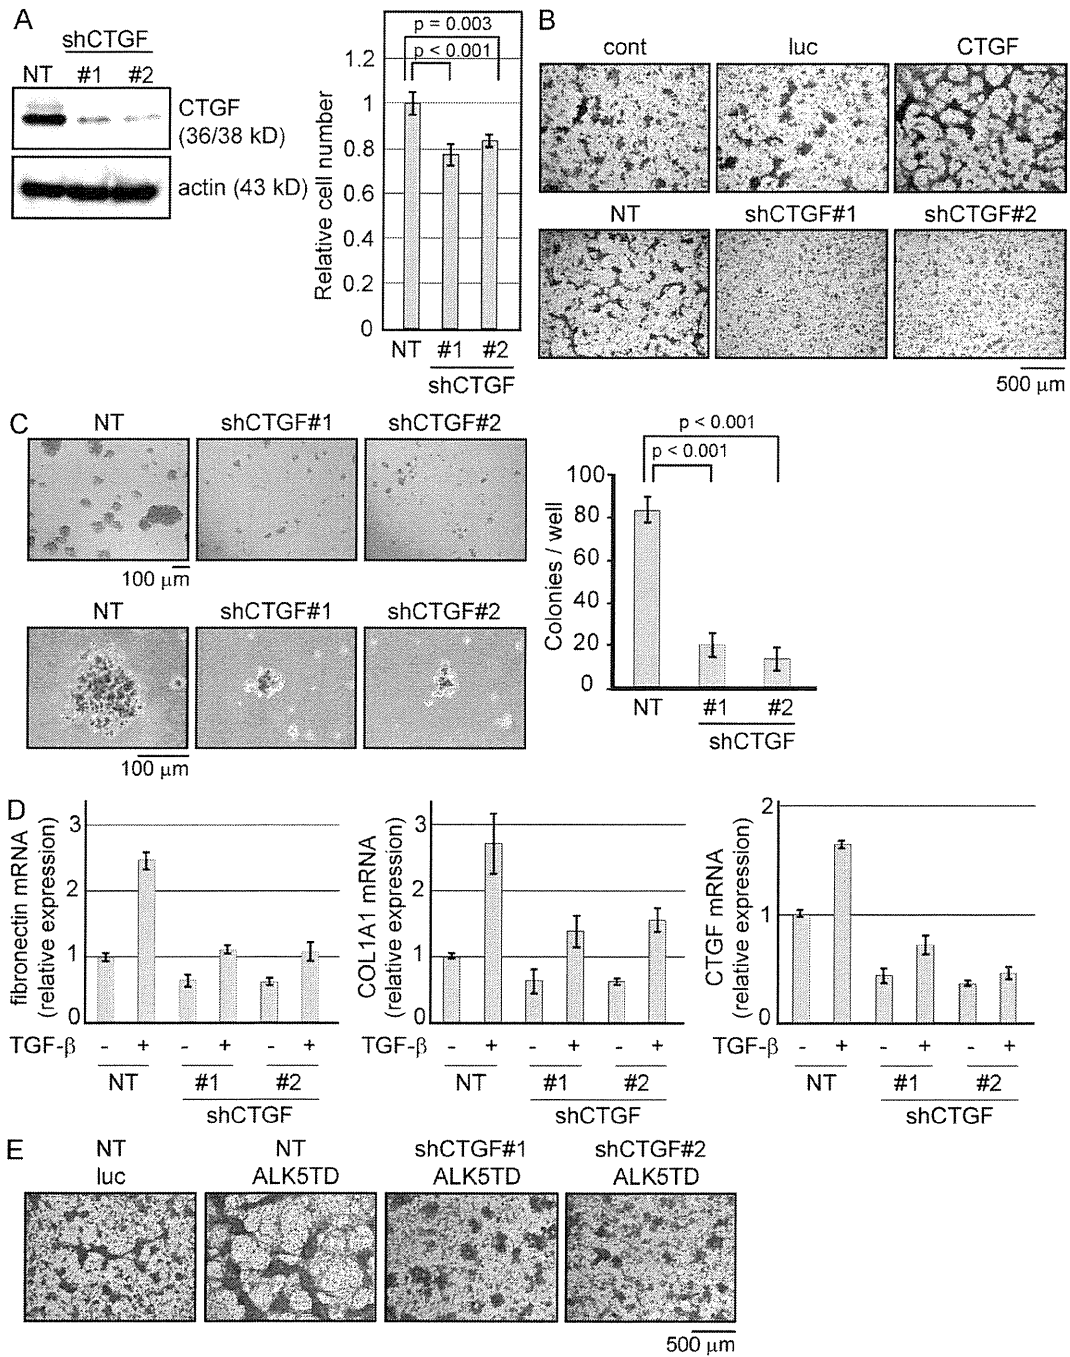 A
shCTGF
NT #1 #2
CTGF
(36/38 kD)
actin (43 kD)
p = 0.003
p < 0.001
Relative cell number
1.2
1
0.8
0.6
0.4
0.2
0
NT #1 #2
shCTGF
B
cont luc CTGF
NT shCTGF#1 shCTGF#2
500 μm
C
NT shCTGF#1 shCTGF#2
100 μm
NT shCTGF#1 shCTGF#2
100 μm
p < 0.001
p < 0.001
Colonies / well
100
80
60
40
20
0
NT #1 #2
shCTGF
D
fibronectin mRNA
(relative expression)
3
2
1
0
TGF-β - + - + - +
NT #1 #2
shCTGF
COL1A1 mRNA
(relative expression)
3
2
1
0
TGF-β - + - + - +
NT #1 #2
shCTGF
CTGF mRNA
(relative expression)
2
1
0
TGF-β - + - + - +
NT #1 #2
shCTGF
E
NT NT shCTGF#1 shCTGF#2
luc ALK5TD ALK5TD ALK5TD
500 μm